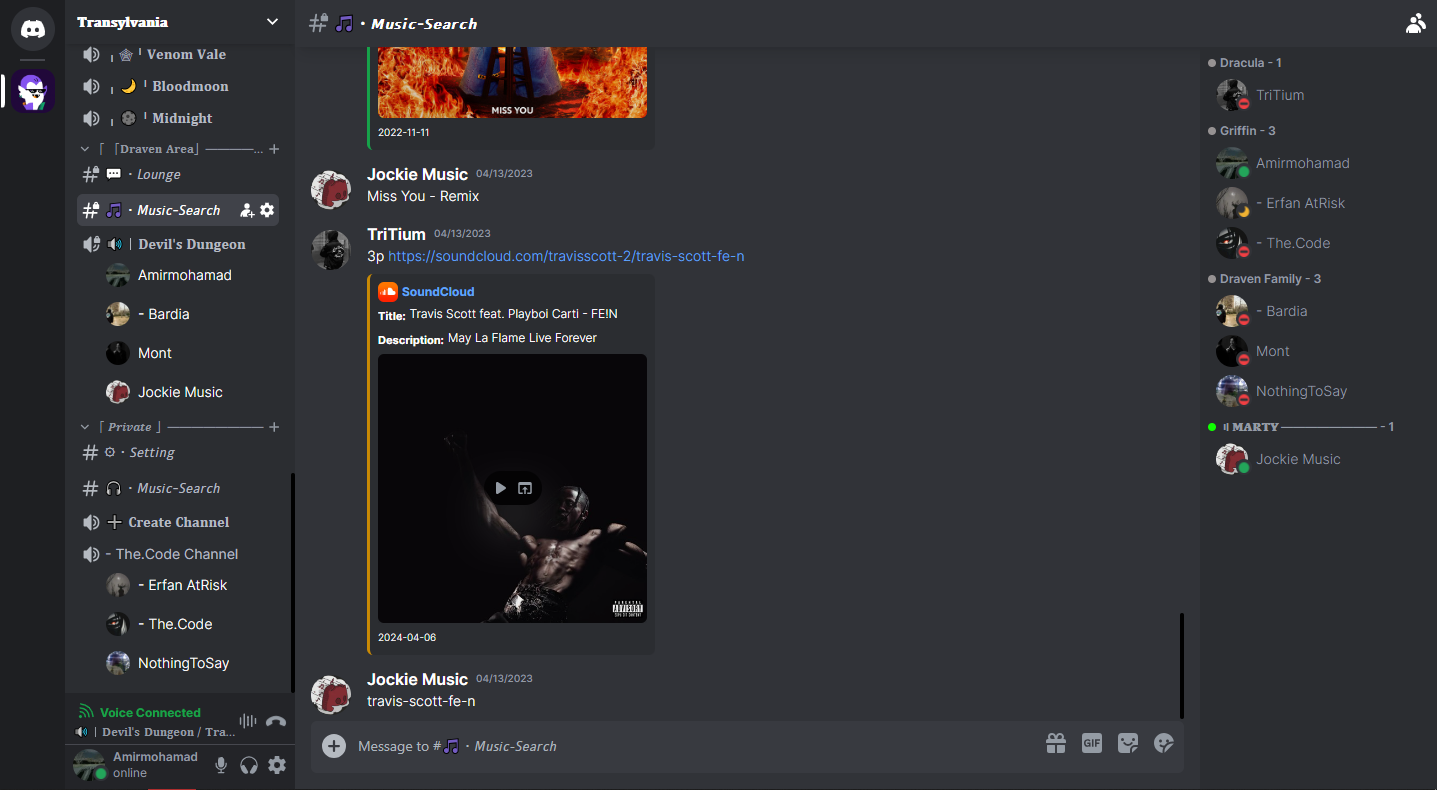 Transylvania
╷ ╵ Venom Vale
╷ ╵ Bloodmoon
╷ ╵ Midnight
⌈ ⌈Draven Area⌋ ————...
· Lounge
· Music-Search
| Devil's Dungeon
Amirmohamad
- Bardia
Mont
Jockie Music
⌈ Private ⌋ ——————
· Setting
· Music-Search
Create Channel
- The.Code Channel
- Erfan AtRisk
- The.Code
NothingToSay
Voice Connected
| Devil's Dungeon / Tra...
Amirmohamad
online
· Music-Search
MISS YOU
2022-11-11
Jockie Music 04/13/2023
Miss You - Remix
TriTium 04/13/2023
3p https://soundcloud.com/travisscott-2/travis-scott-fe-n
SoundCloud
Title: Travis Scott feat. Playboi Carti - FE!N
Description: May La Flame Live Forever
PARENTAL
ADVISORY
EXPLICIT CONTENT
2024-04-06
Jockie Music 04/13/2023
travis-scott-fe-n
Message to # · Music-Search
GIF
Dracula - 1
TriTium
Griffin - 3
Amirmohamad
- Erfan AtRisk
- The.Code
Draven Family - 3
- Bardia
Mont
NothingToSay
MARTY —————— - 1
Jockie Music